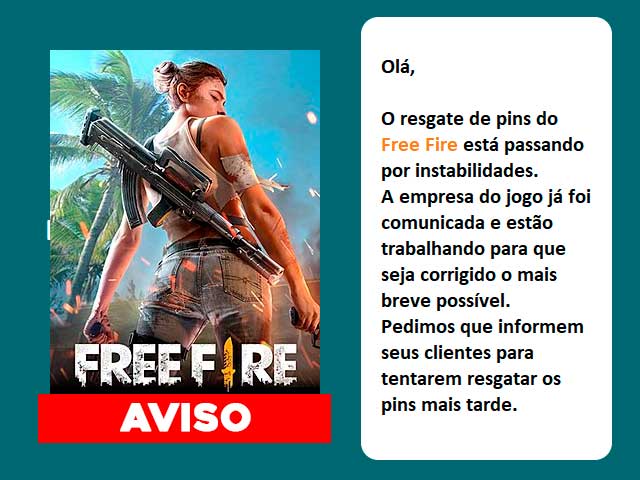 FREE FIRE
AVISO
Olá,
O resgate de pins do
Free Fire está passando
por instabilidades.
A empresa do jogo já foi
comunicada e estão
trabalhando para que
seja corrigido o mais
breve possível.
Pedimos que informem
seus clientes para
tentarem resgatar os
pins mais tarde.